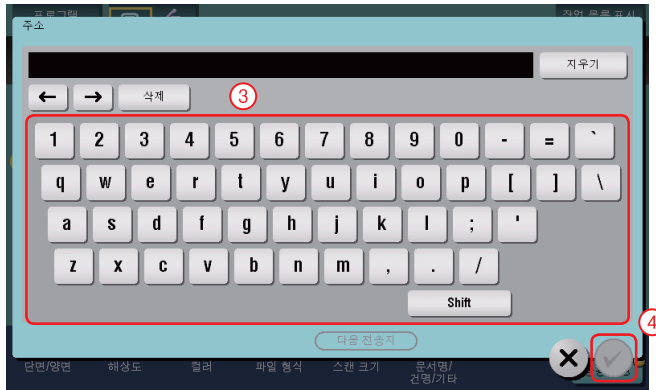 프로그램 작업 목록 표시
주소
지우기
← → 삭제 ③
1 2 3 4 5 6 7 8 9 0 - = `
q w e r t y u i o p [ ] \
a s d f g h j k l ; '
z x c v b n m , . /
Shift
④
다음 전송지
단면/양면 해상도 컬러 파일 형식 스캔 크기 문서명/
건명/기타